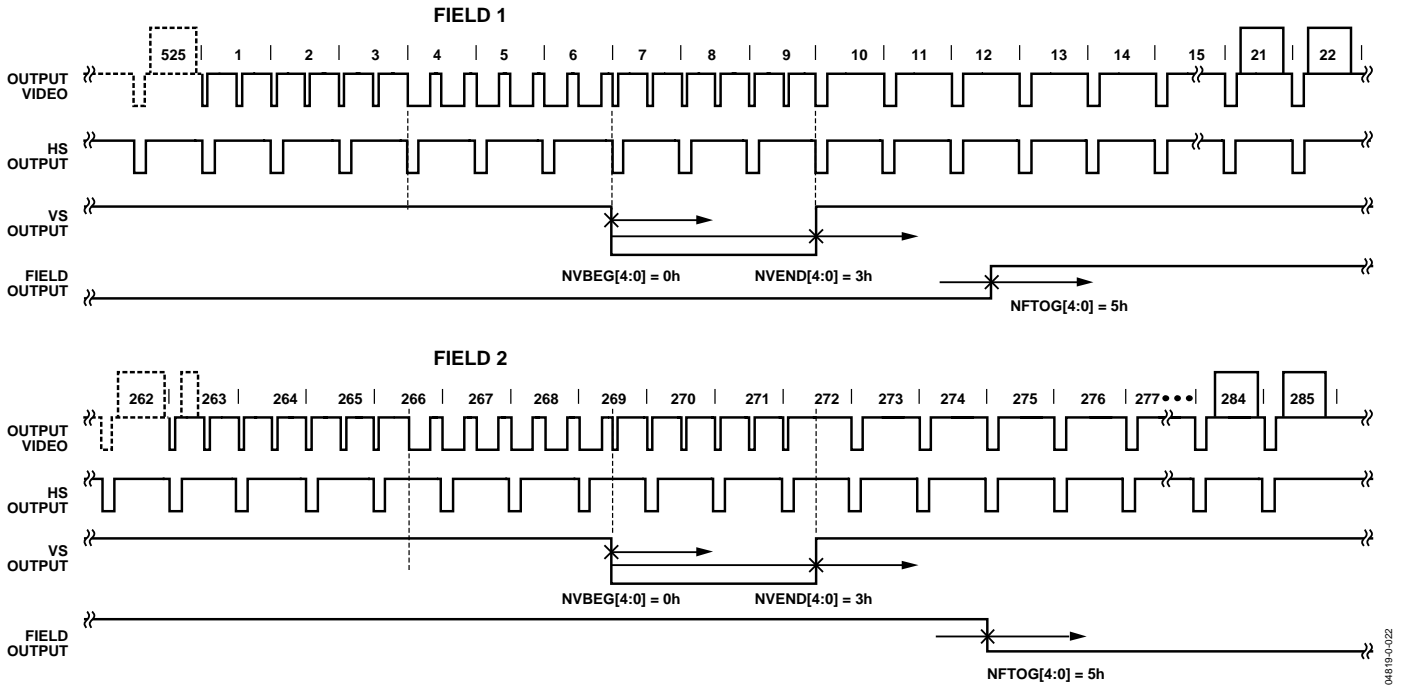 FIELD 1
525 1 2 3 4 5 6 7 8 9 10 11 12 13 14 15 21 22
OUTPUT
VIDEO
HS
OUTPUT
VS
OUTPUT
NVBEG[4:0] = 0h NVEND[4:0] = 3h
FIELD
OUTPUT
NFTOG[4:0] = 5h
FIELD 2
262 263 264 265 266 267 268 269 270 271 272 273 274 275 276 277 284 285
OUTPUT
VIDEO
HS
OUTPUT
VS
OUTPUT
NVBEG[4:0] = 0h NVEND[4:0] = 3h
FIELD
OUTPUT
NFTOG[4:0] = 5h
04819-0-022